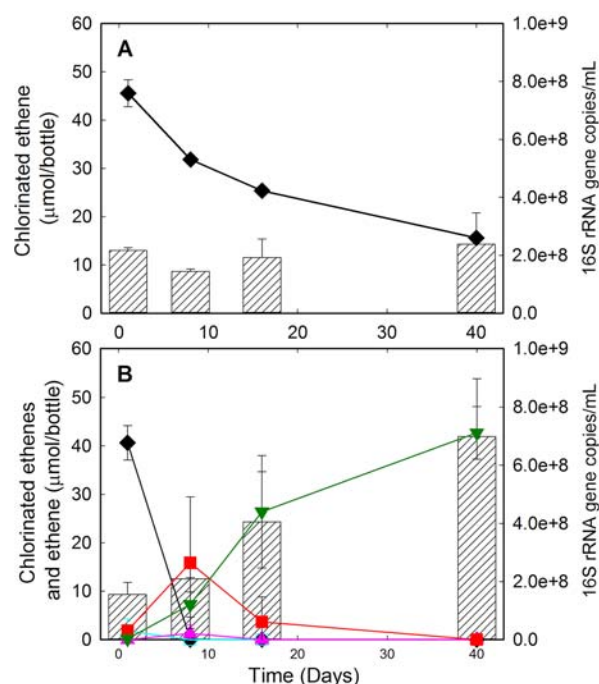 A
60
50
40
30
20
10
0
Chlorinated ethene
(μmol/bottle)
1.0e+9
8.0e+8
6.0e+8
4.0e+8
2.0e+8
0.0
16S rRNA gene copies/mL
0 10 20 30 40
B
60
50
40
30
20
10
0
Chlorinated ethenes
and ethene (μmol/bottle)
1.0e+9
8.0e+8
6.0e+8
4.0e+8
2.0e+8
0.0
16S rRNA gene copies/mL
0 10 20 30 40
Time (Days)